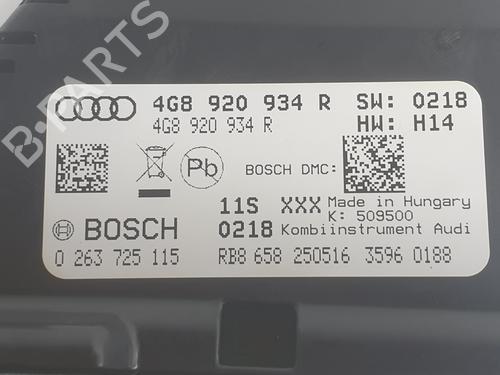 4G8 920 934 R SW: 0218
4G8 920 934 R HW: H14
Pb
BOSCH DMC:
11S XXX Made in Hungary
K: 509500
BOSCH 0218 Kombiinstrument Audi
0 263 725 115 RB8 658 250516 3596 0188
B-PARTS